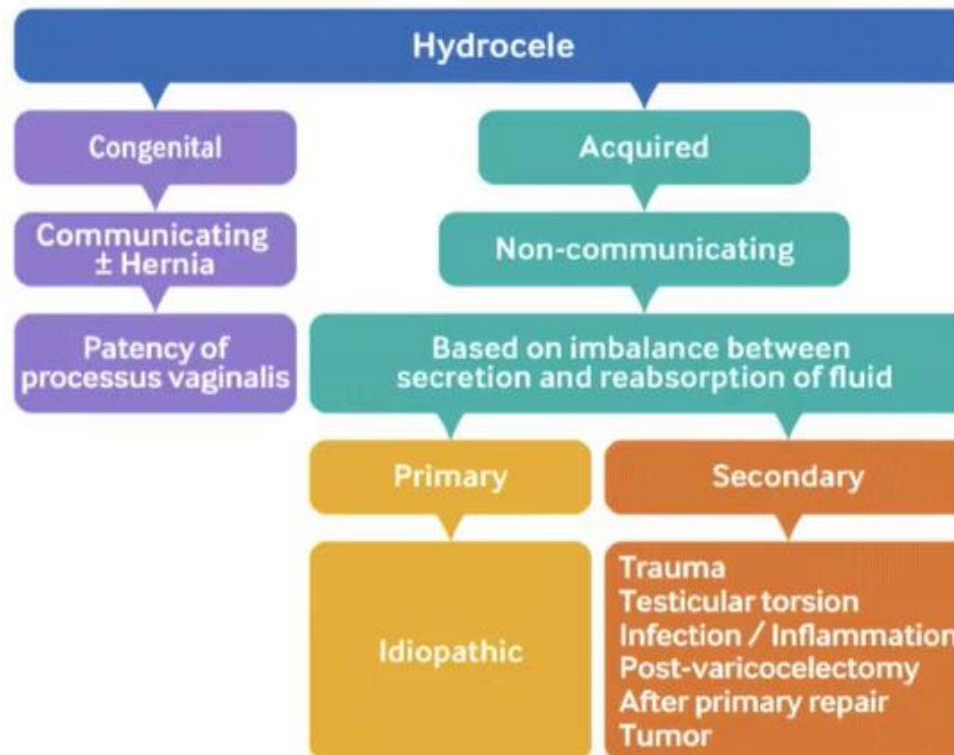 Hydrocele
Congenital
Acquired
Communicating
± Hernia
Non-communicating
Patency of
processus vaginalis
Based on imbalance between
secretion and reabsorption of fluid
Primary
Secondary
Idiopathic
Trauma
Testicular torsion
Infection / Inflammation
Post-varicocelectomy
After primary repair
Tumor